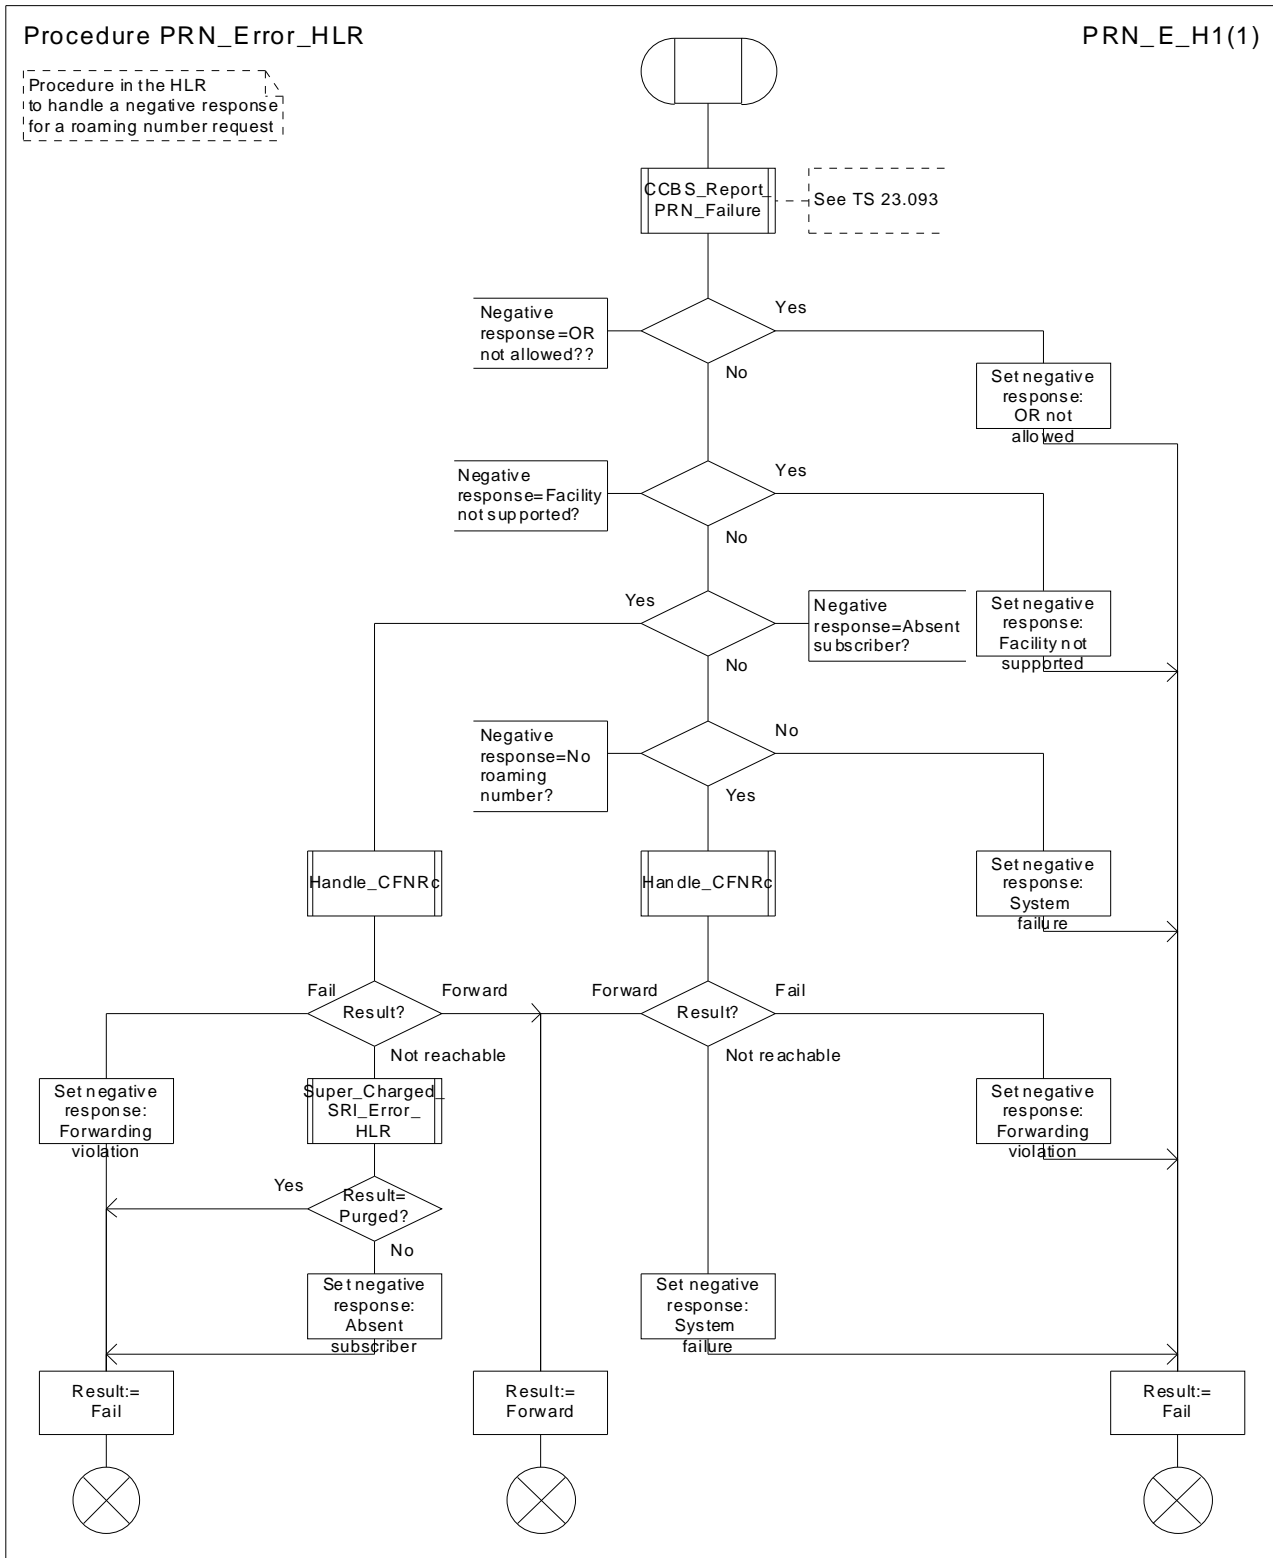 Procedure PRN_Error_HLR
PRN_E_H1(1)
Procedure in the HLR
to handle a negative response
for a roaming number request
CCBS_Report_
PRN_Failure
See TS 23.093
Negative
response=OR
not allowed??
Yes
No
Set negative
response:
OR not
allowed
Negative
response=Facility
not supported?
Yes
No
Set negative
response:
Facility not
supported
Yes
Negative
response=Absent
subscriber?
No
Negative
response=No
roaming
number?
No
Yes
Set negative
response:
System
failure
Handle_CFNRc
Handle_CFNRc
Fail
Result?
Forward
Not reachable
Forward
Result?
Fail
Not reachable
Set negative
response:
Forwarding
violation
Super_Charged_
SRI_Error_
HLR
Set negative
response:
Forwarding
violation
Yes
Result=
Purged?
No
Set negative
response:
Absent
subscriber
Set negative
response:
System
failure
Result:=
Fail
Result:=
Forward
Result:=
Fail